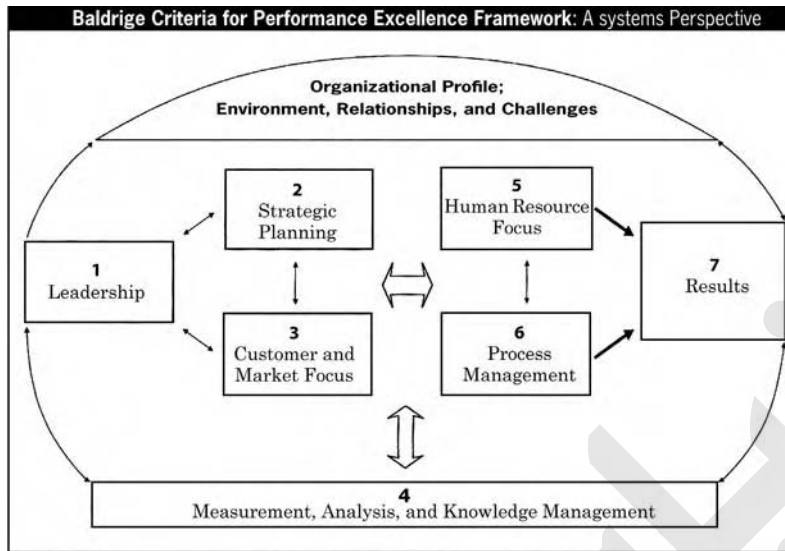 Baldrige Criteria for Performance Excellence Framework: A systems Perspective
Organizational Profile;
Environment, Relationships, and Challenges
2
Strategic
Planning
5
Human Resource
Focus
1
Leadership
7
Results
3
Customer and
Market Focus
6
Process
Management
4
Measurement, Analysis, and Knowledge Management